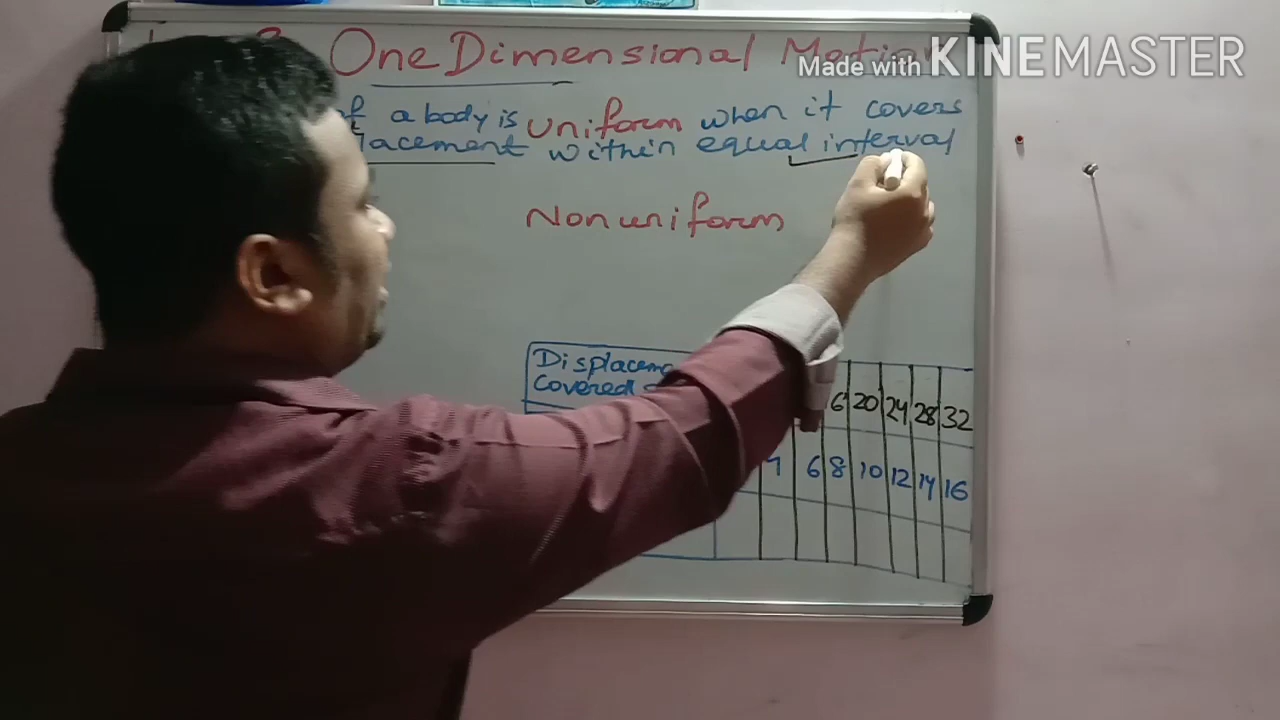 One Dimensional Motion
Made with KINEMASTER
of a body is uniform when it covers
lacement within equal interval
Non uniform
Displaceme
Covered
6 20 24 28 32
6 8 10 12 14 16